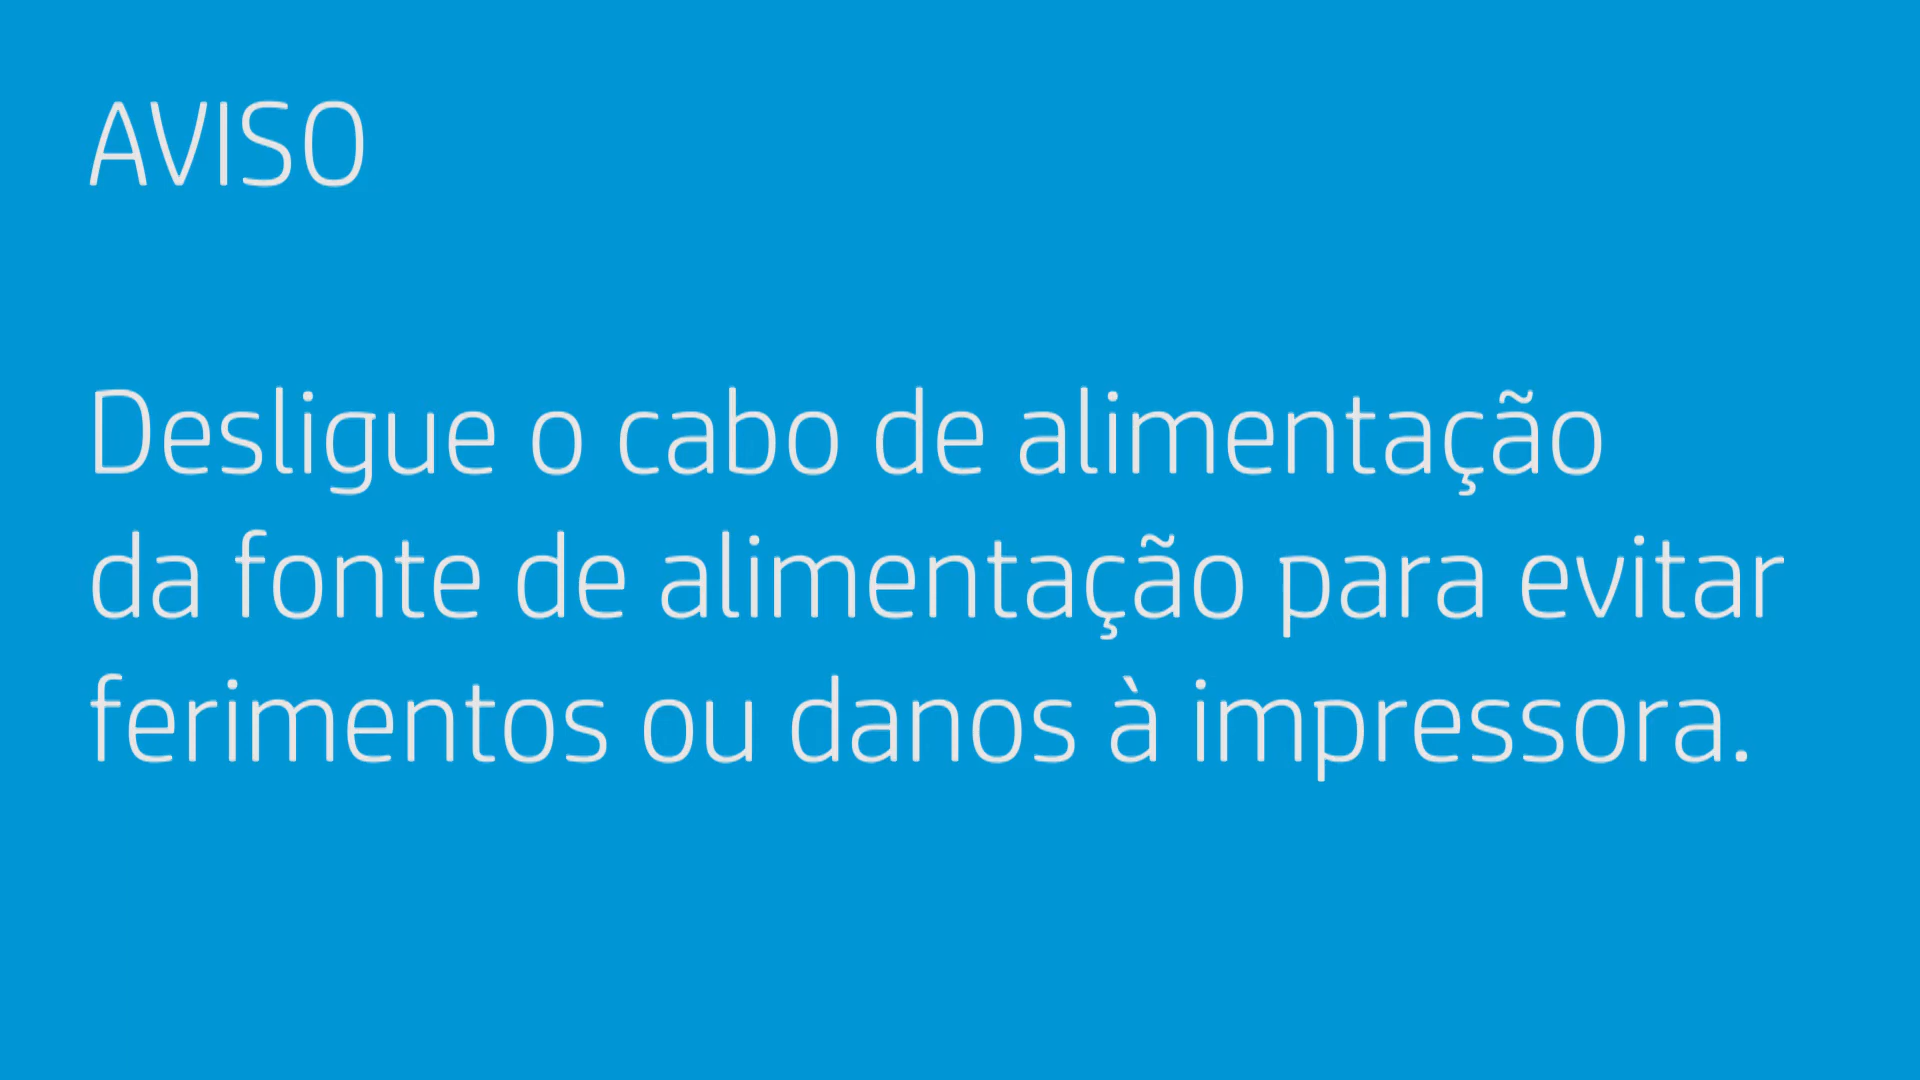 AVISO
Desligue o cabo de alimentação
da fonte de alimentação para evitar
ferimentos ou danos à impressora.